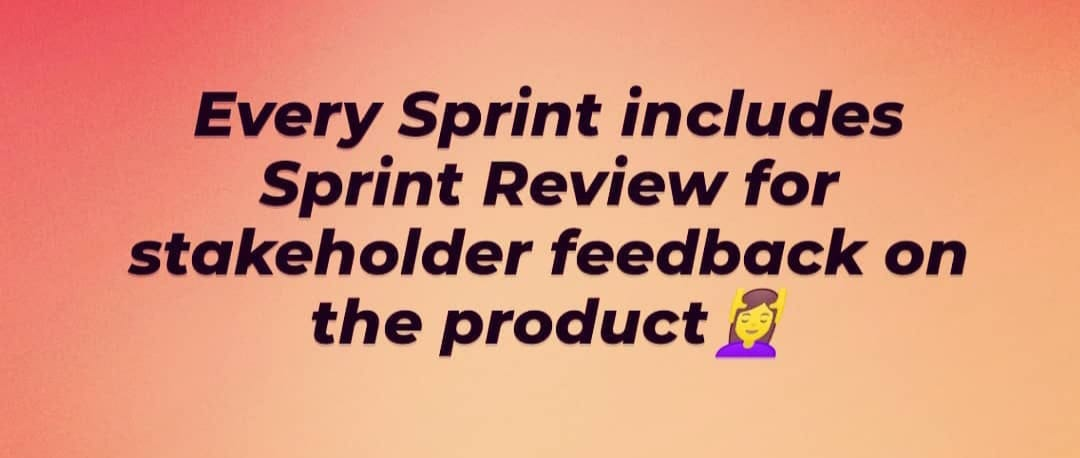 Every Sprint includes
Sprint Review for
stakeholder feedback on
the product 💆‍♀️